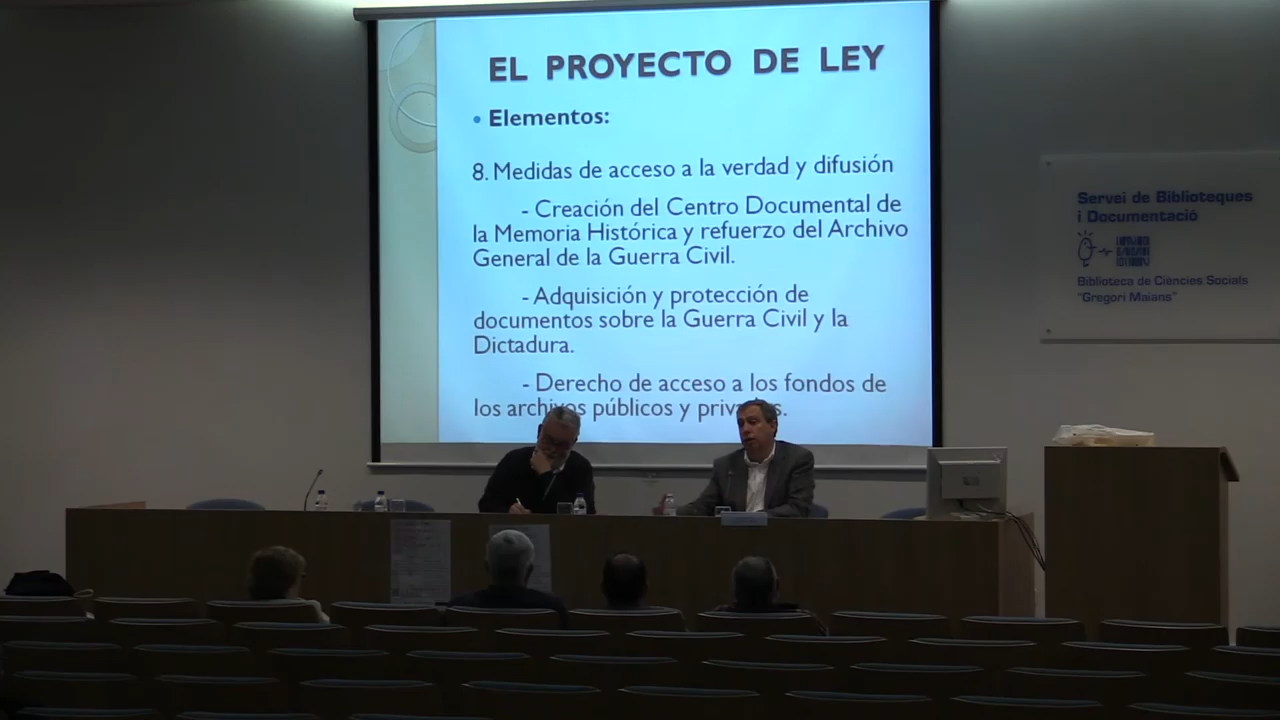 EL PROYECTO DE LEY
• Elementos:
8. Medidas de acceso a la verdad y difusión
- Creación del Centro Documental de
la Memoria Histórica y refuerzo del Archivo
General de la Guerra Civil.
- Adquisición y protección de
documentos sobre la Guerra Civil y la
Dictadura.
- Derecho de acceso a los fondos de
los archivos públicos y privados.
Servei de Biblioteques
i Documentació
Biblioteca de Ciències Socials
"Gregori Maians"